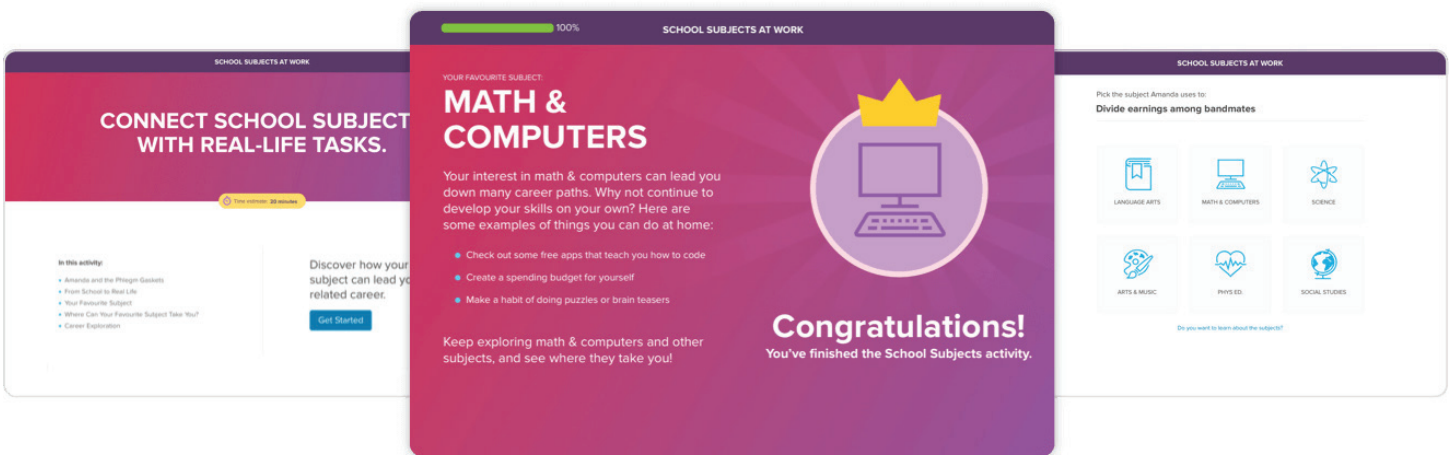 SCHOOL SUBJECTS AT WORK
CONNECT SCHOOL SUBJECT
WITH REAL-LIFE TASKS.
Time estimate: 20 minutes
In this activity:
• Amanda and the Phlegm Gaskets
• From School to Real Life
• Your Favourite Subject
• Where Can Your Favourite Subject Take You?
• Career Exploration
Discover how your
subject can lead yo
related career.
Get Started
100%
SCHOOL SUBJECTS AT WORK
YOUR FAVOURITE SUBJECT:
MATH &
COMPUTERS
Your interest in math & computers can lead you
down many career paths. Why not continue to
develop your skills on your own? Here are
some examples of things you can do at home:
• Check out some free apps that teach you how to code
• Create a spending budget for yourself
• Make a habit of doing puzzles or brain teasers
Keep exploring math & computers and other
subjects, and see where they take you!
Congratulations!
You've finished the School Subjects activity.
SCHOOL SUBJECTS AT WORK
Pick the subject Amanda uses to:
Divide earnings among bandmates
LANGUAGE ARTS
MATH & COMPUTERS
SCIENCE
ARTS & MUSIC
PHYS ED.
SOCIAL STUDIES
Do you want to learn about the subjects?